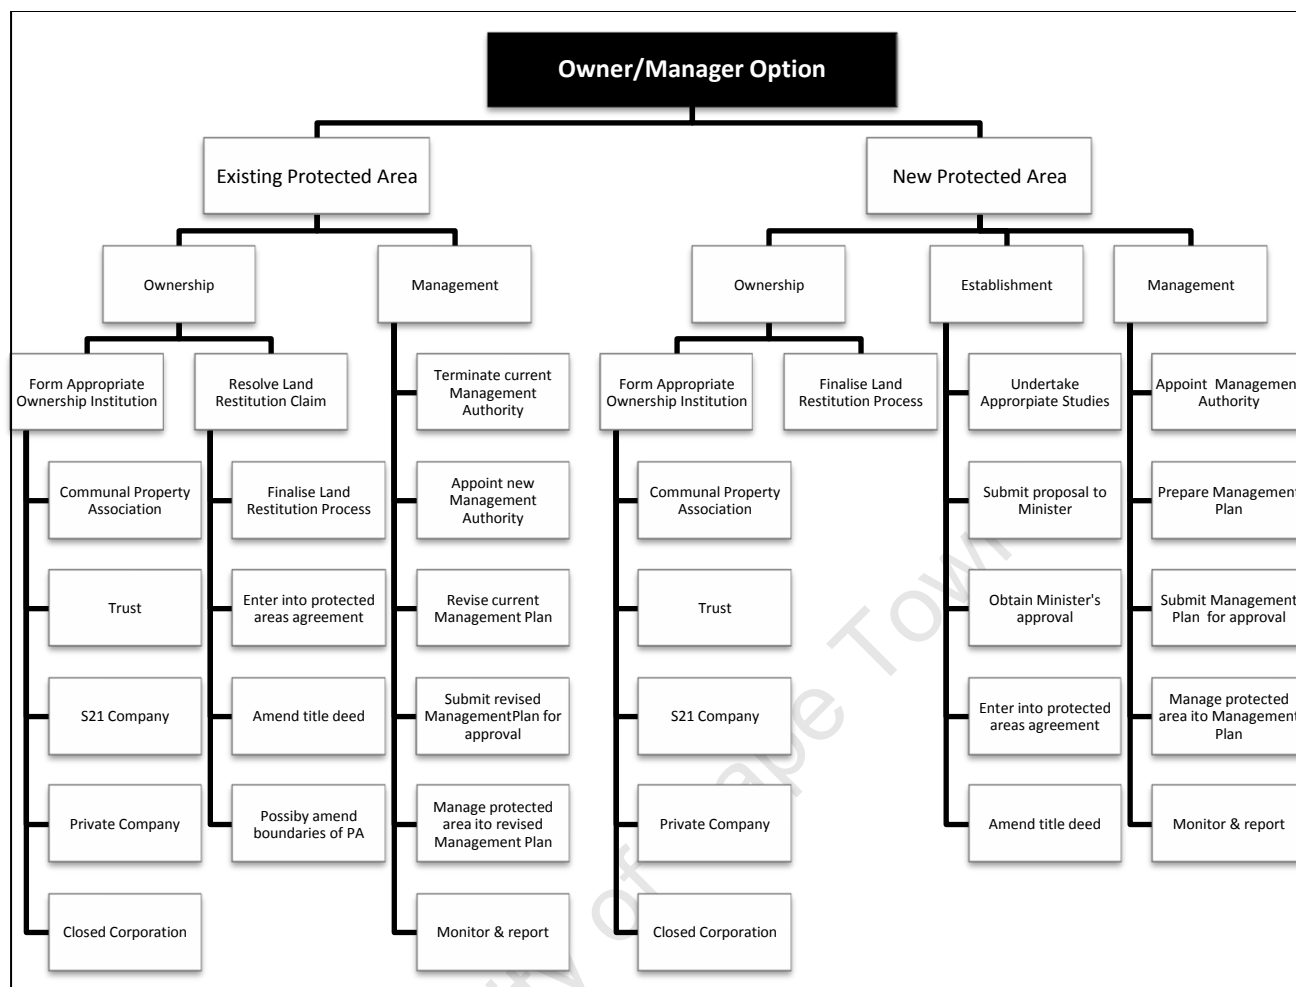 Owner/Manager Option
Existing Protected Area
New Protected Area
Ownership
Management
Ownership
Establishment
Management
Form Appropriate
Ownership Institution
Resolve Land
Restitution Claim
Terminate current
Management
Authority
Form Appropriate
Ownership Institution
Finalise Land
Restitution Process
Undertake
Approrpiate Studies
Appoint Management
Authority
Communal Property
Association
Finalise Land
Restitution Process
Appoint new
Management
Authority
Communal Property
Association
Submit proposal to
Minister
Prepare Management
Plan
Trust
Enter into protected
areas agreement
Revise current
Management Plan
Trust
Obtain Minister's
approval
Submit Management
Plan for approval
S21 Company
Amend title deed
Submit revised
ManagementPlan for
approval
S21 Company
Enter into protected
areas agreement
Manage protected
area ito Management
Plan
Private Company
Possiby amend
boundaries of PA
Manage protected
area ito revised
Management Plan
Private Company
Amend title deed
Monitor & report
Closed Corporation
Monitor & report
Closed Corporation
of Cape Town